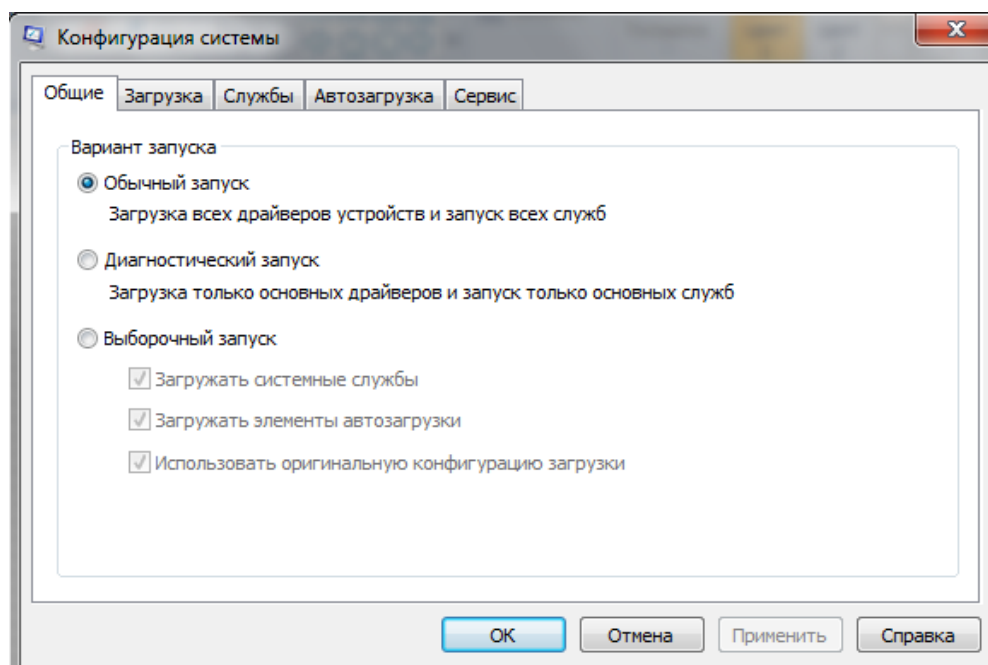 Конфигурация системы
Общие Загрузка Службы Автозагрузка Сервис
Вариант запуска
Обычный запуск
Загрузка всех драйверов устройств и запуск всех служб
Диагностический запуск
Загрузка только основных драйверов и запуск только основных служб
Выборочный запуск
Загружать системные службы
Загружать элементы автозагрузки
Использовать оригинальную конфигурацию загрузки
ОК Отмена Применить Справка